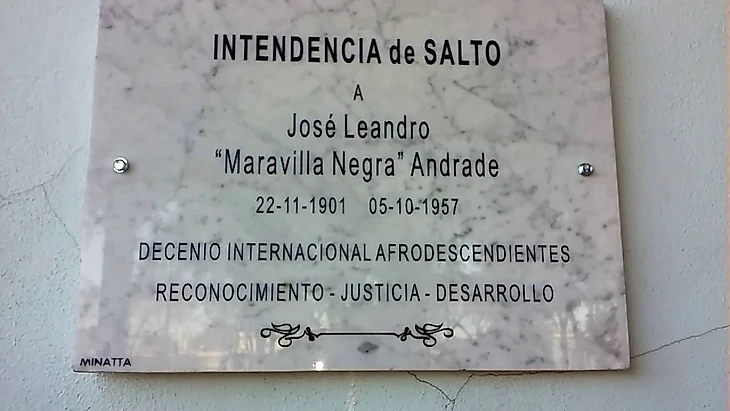 INTENDENCIA de SALTO
A
José Leandro
“Maravilla Negra” Andrade
22-11-1901 05-10-1957
DECENIO INTERNACIONAL AFRODESCENDIENTES
RECONOCIMIENTO - JUSTICIA - DESARROLLO
MINATTA